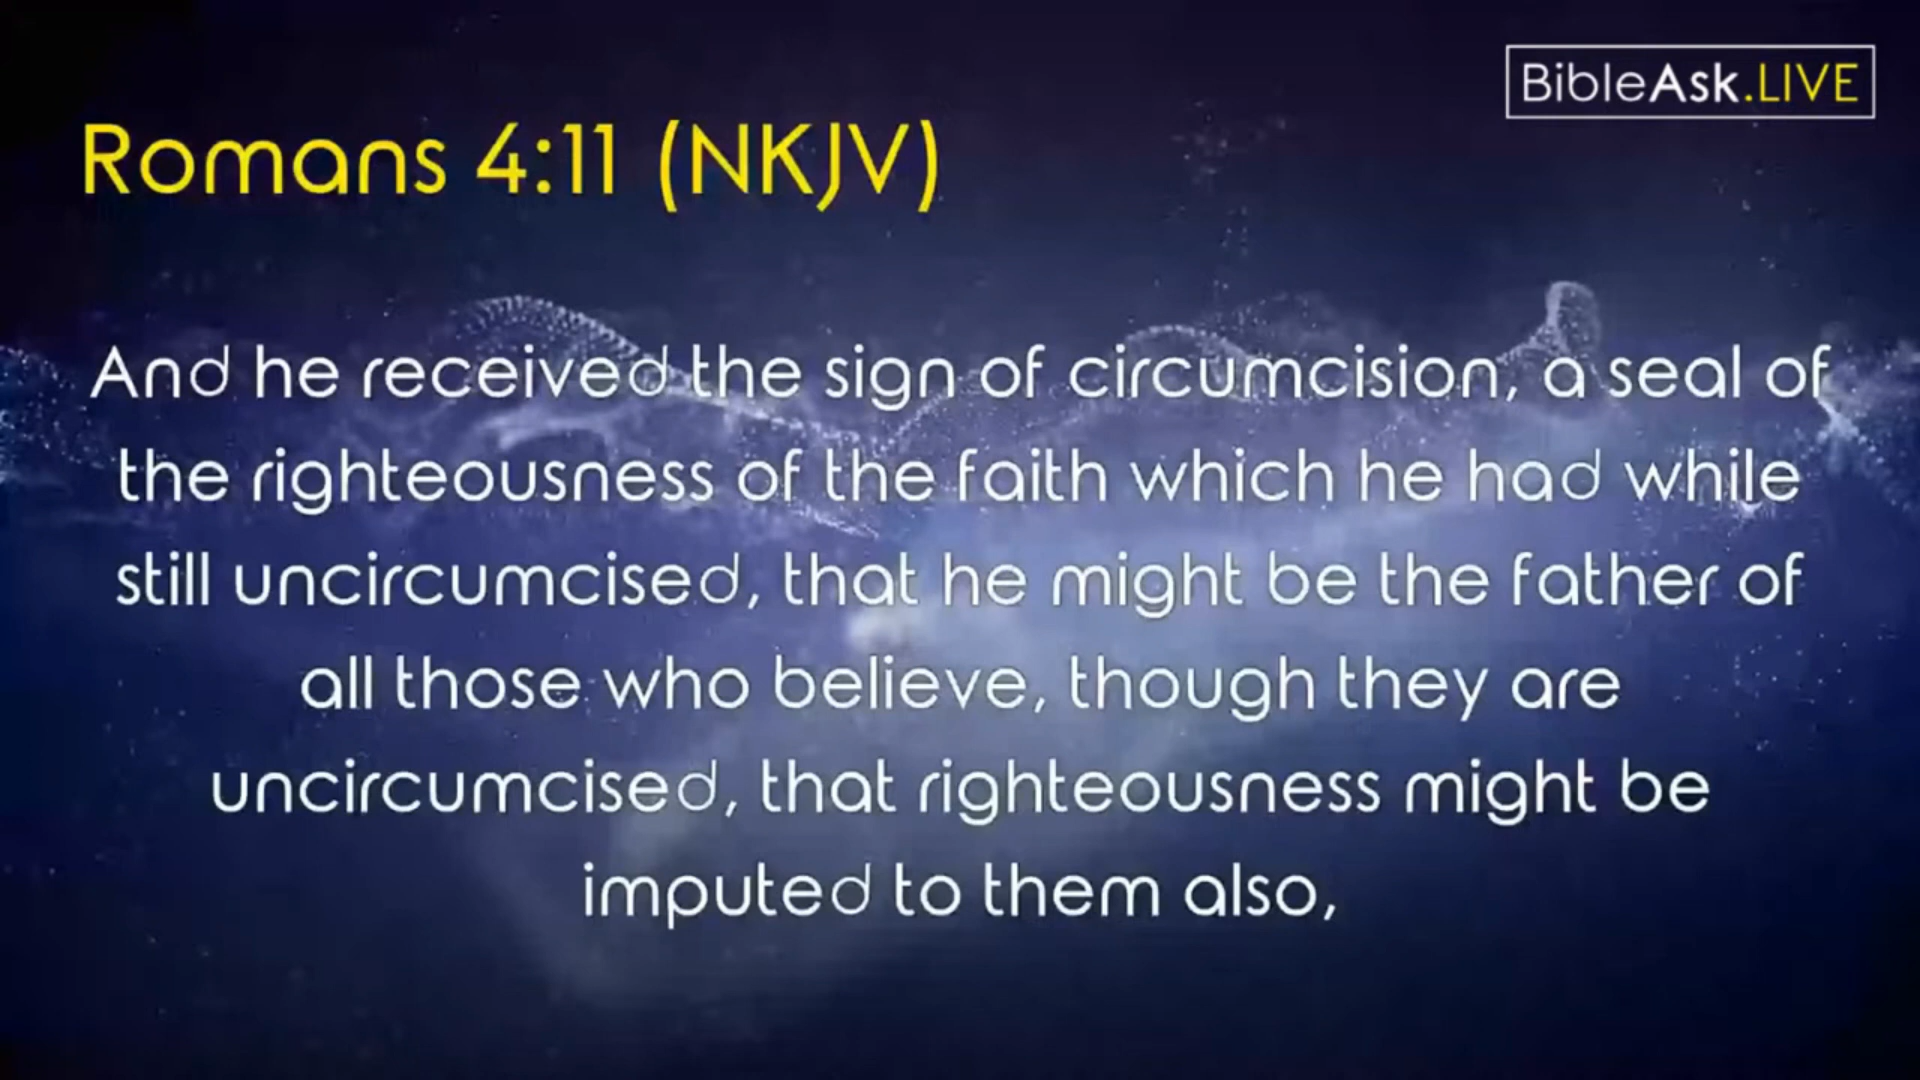 BibleAsk.LIVE
Romans 4:11 (NKJV)
And he received the sign of circumcision, a seal of
the righteousness of the faith which he had while
still uncircumcised, that he might be the father of
all those who believe, though they are
uncircumcised, that righteousness might be
imputed to them also,